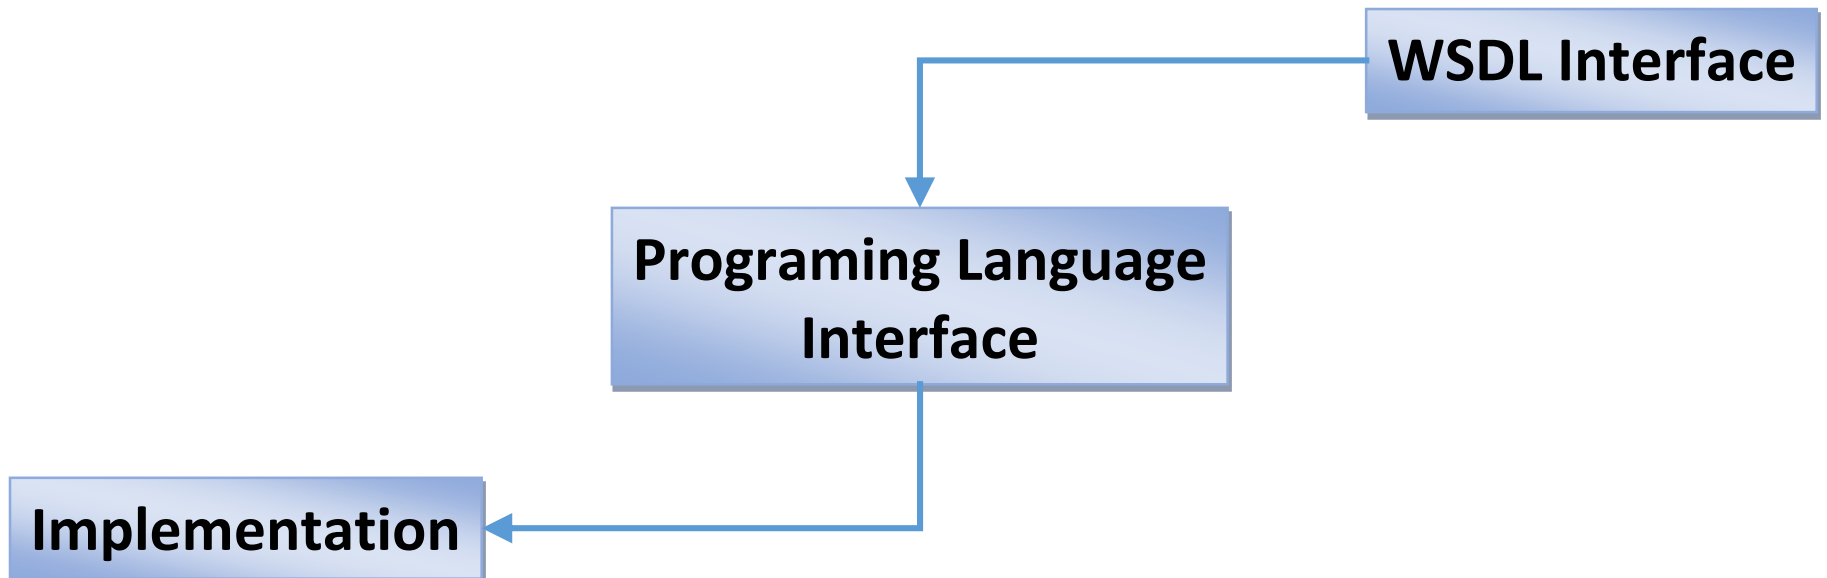 WSDL Interface
Programing Language
Interface
Implementation